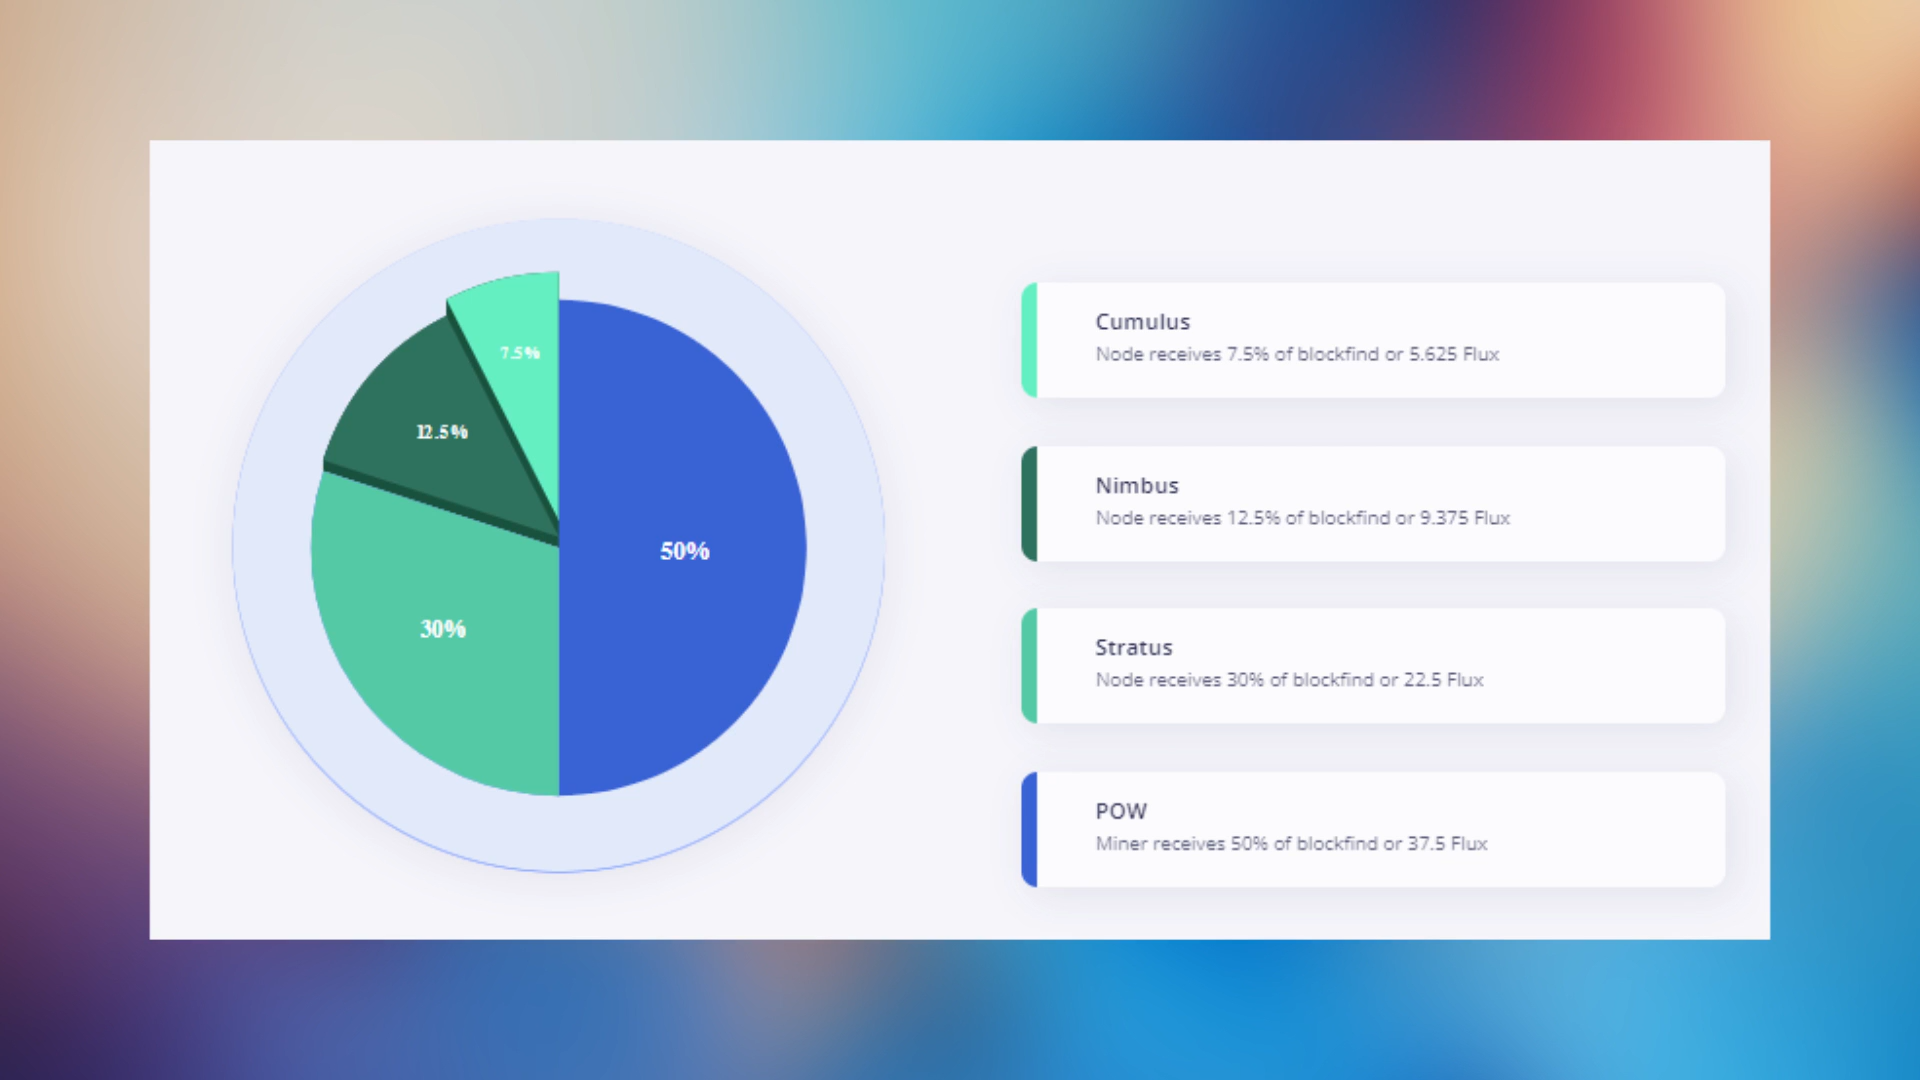 7.5%
12.5%
50%
30%
Cumulus
Node receives 7.5% of blockfind or 5.625 Flux
Nimbus
Node receives 12.5% of blockfind or 9.375 Flux
Stratus
Node receives 30% of blockfind or 22.5 Flux
POW
Miner receives 50% of blockfind or 37.5 Flux